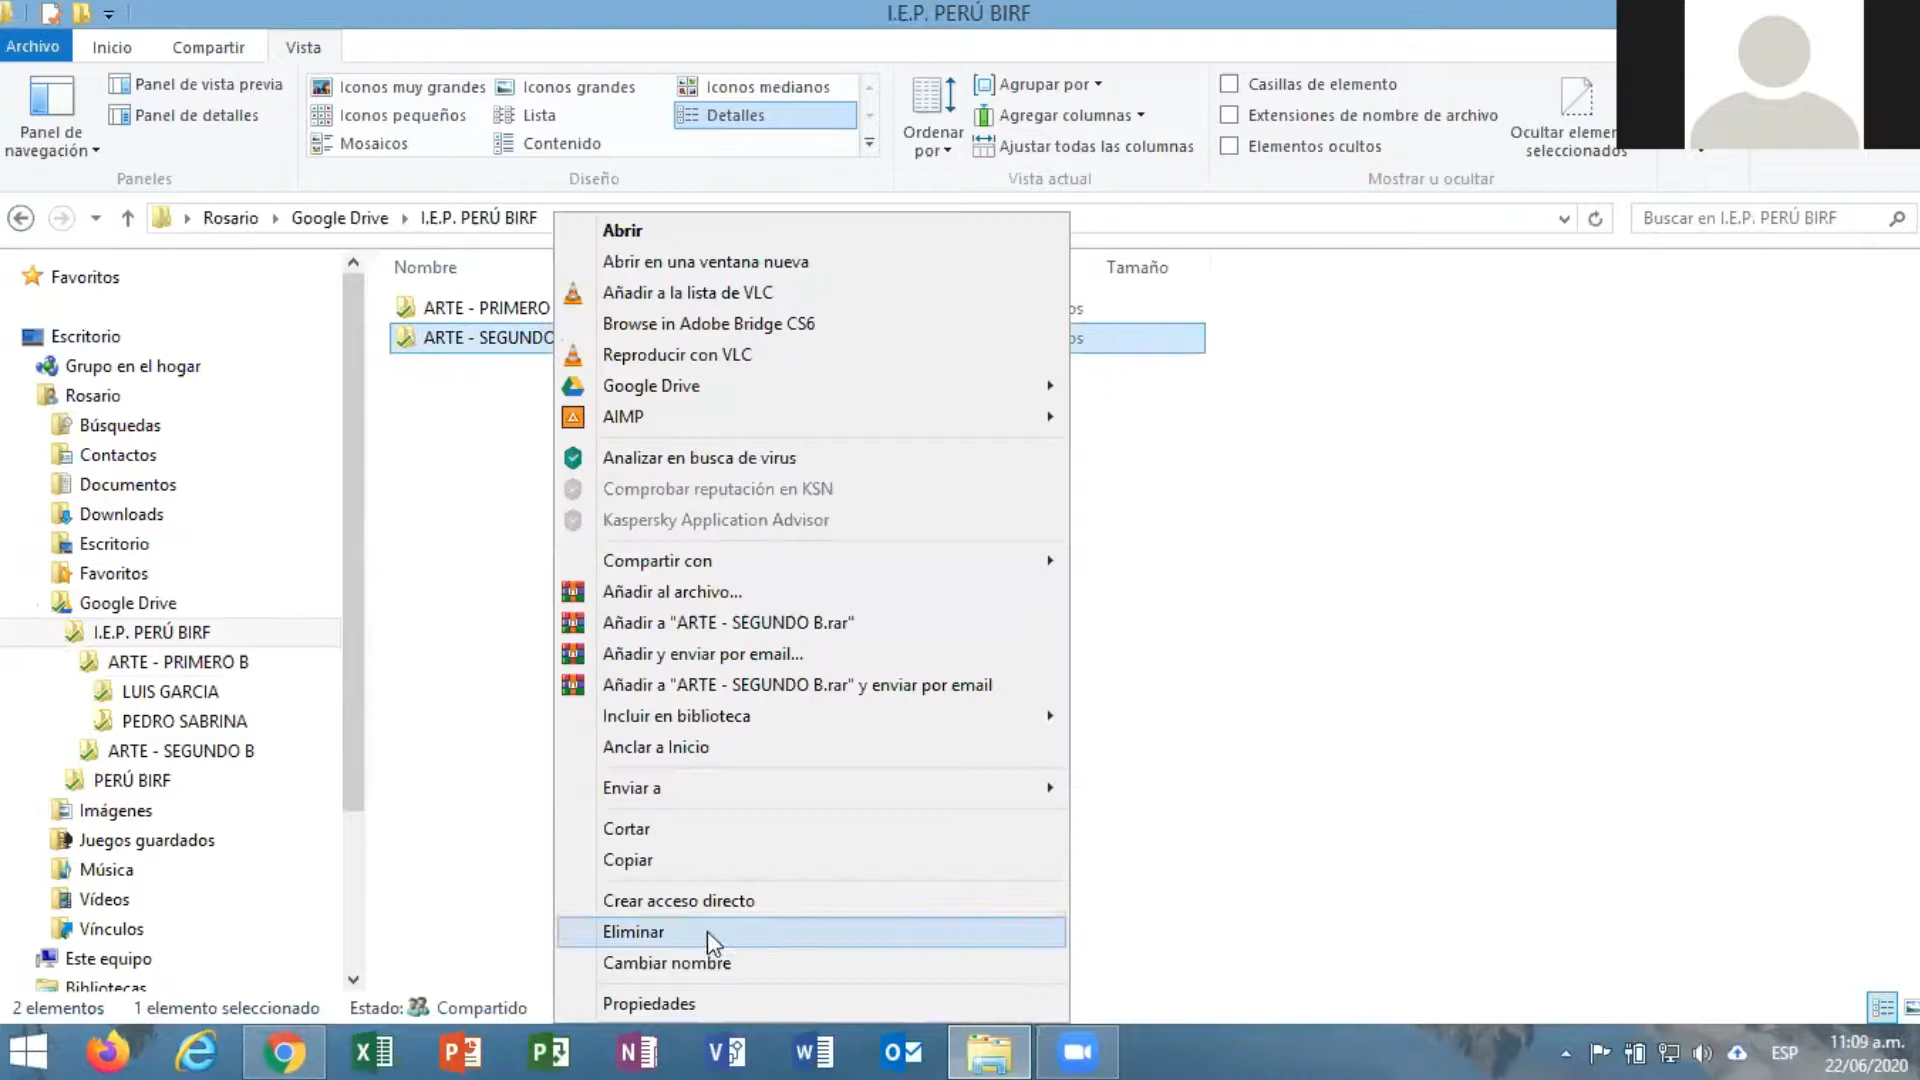 I.E.P. PERÚ BIRF
Archivo Inicio Compartir Vista
Panel de navegación
Panel de vista previa
Panel de detalles
Paneles
Iconos muy grandes Iconos grandes Iconos medianos
Iconos pequeños Lista Detalles
Mosaicos Contenido
Diseño
Ordenar por
Agrupar por
Agregar columnas
Ajustar todas las columnas
Vista actual
Casillas de elemento
Extensiones de nombre de archivo
Elementos ocultos
Ocultar
seleccionados
Mostrar u ocultar
Rosario Google Drive I.E.P. PERÚ BIRF
Buscar en I.E.P. PERÚ BIRF
Favoritos
Escritorio
Grupo en el hogar
Rosario
Búsquedas
Contactos
Documentos
Downloads
Escritorio
Favoritos
Google Drive
I.E.P. PERÚ BIRF
ARTE - PRIMERO B
LUIS GARCIA
PEDRO SABRINA
ARTE - SEGUNDO B
PERÚ BIRF
Imágenes
Juegos guardados
Música
Vídeos
Vínculos
Este equipo
Bibliotecas
Nombre Tamaño
ARTE - PRIMERO
ARTE - SEGUNDO
Abrir
Abrir en una ventana nueva
Añadir a la lista de VLC
Browse in Adobe Bridge CS6
Reproducir con VLC
Google Drive
AIMP
Analizar en busca de virus
Comprobar reputación en KSN
Kaspersky Application Advisor
Compartir con
Añadir al archivo...
Añadir a "ARTE - SEGUNDO B.rar"
Añadir y enviar por email...
Añadir a "ARTE - SEGUNDO B.rar" y enviar por email
Incluir en biblioteca
Anclar a Inicio
Enviar a
Cortar
Copiar
Crear acceso directo
Eliminar
Cambiar nombre
Propiedades
2 elementos 1 elemento seleccionado Estado: Compartido
ESP
11:09 a.m.
22/06/2020